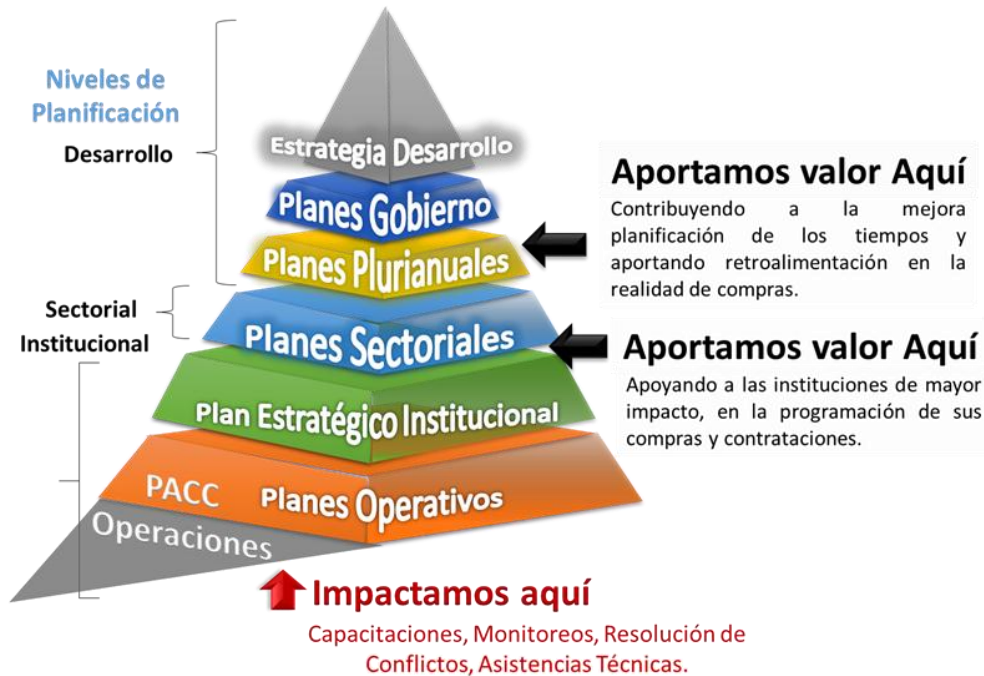 Niveles de
Planificación
Desarrollo
Sectorial
Institucional
Estrategia Desarrollo
Planes Gobierno
Planes Plurianuales
Planes Sectoriales
Plan Estratégico Institucional
PACC Planes Operativos
Operaciones
Aportamos valor Aquí
Contribuyendo a la mejora
planificación de los tiempos y
aportando retroalimentación en la
realidad de compras.
Aportamos valor Aquí
Apoyando a las instituciones de mayor
impacto, en la programación de sus
compras y contrataciones.
Impactamos aquí
Capacitaciones, Monitoreos, Resolución de
Conflictos, Asistencias Técnicas.